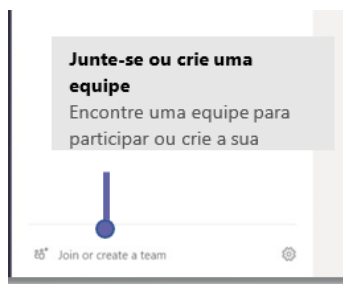 Junte-se ou crie uma
equipe
Encontre uma equipe para
participar ou crie a sua
Join or create a team